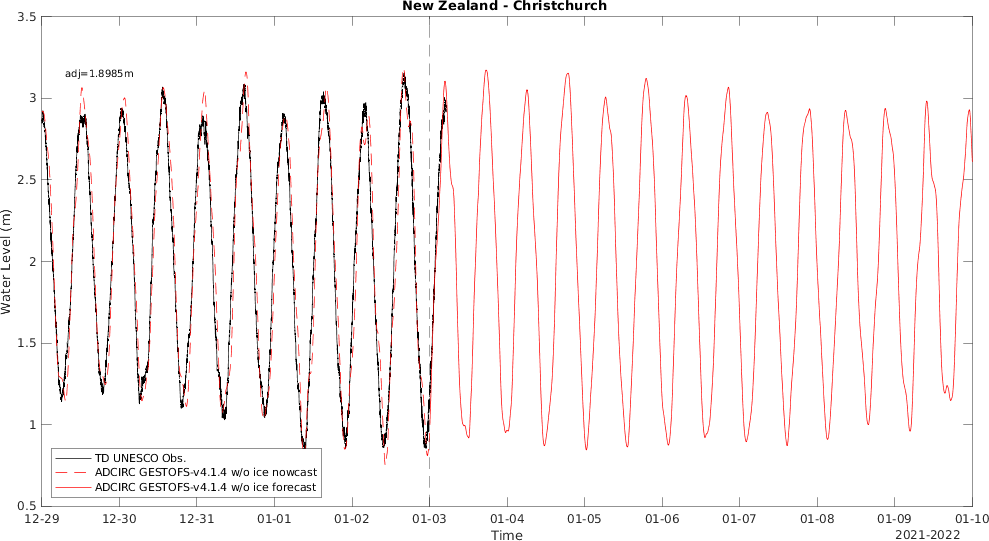 New Zealand - Christchurch
adj=1.8985m
3.5
3
2.5
2
1.5
1
0.5
Water Level (m)
TD UNESCO Obs.
ADCIRC GESTOFS-v4.1.4 w/o ice nowcast
ADCIRC GESTOFS-v4.1.4 w/o ice forecast
12-29 12-30 12-31 01-01 01-02 01-03 01-04 01-05 01-06 01-07 01-08 01-09 01-10
Time
2021-2022